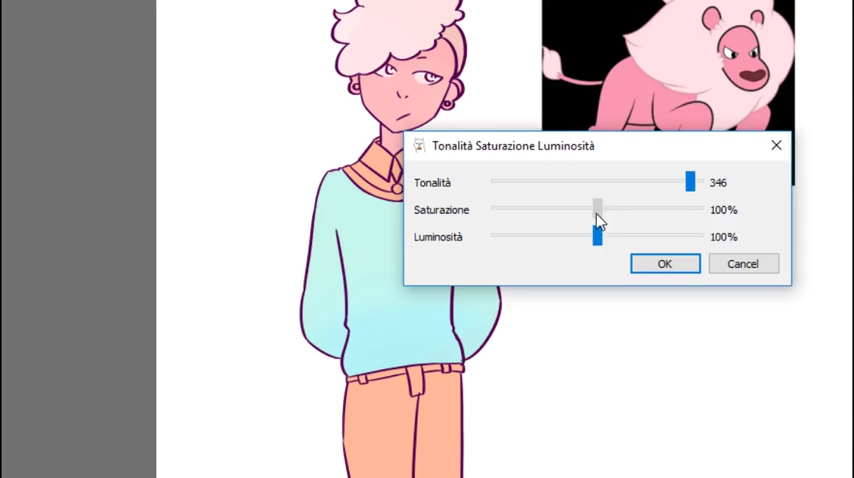 Tonalità Saturazione Luminosità
Tonalità 346
Saturazione 100%
Luminosità 100%
OK Cancel